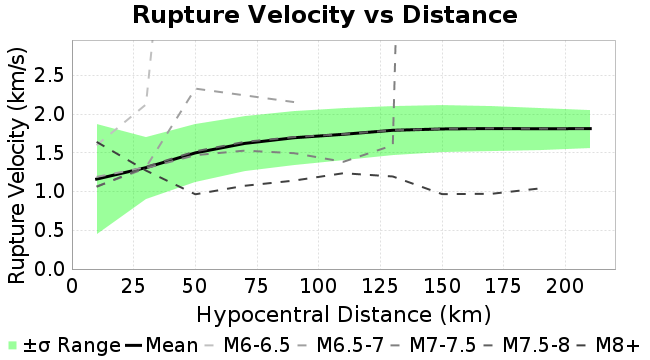 Rupture Velocity vs Distance
Rupture Velocity (km/s)
2.5
2.0
1.5
1.0
0.5
0.0
0 25 50 75 100 125 150 175 200
Hypocentral Distance (km)
±σ Range Mean M6-6.5 M6.5-7 M7-7.5 M7.5-8 M8+